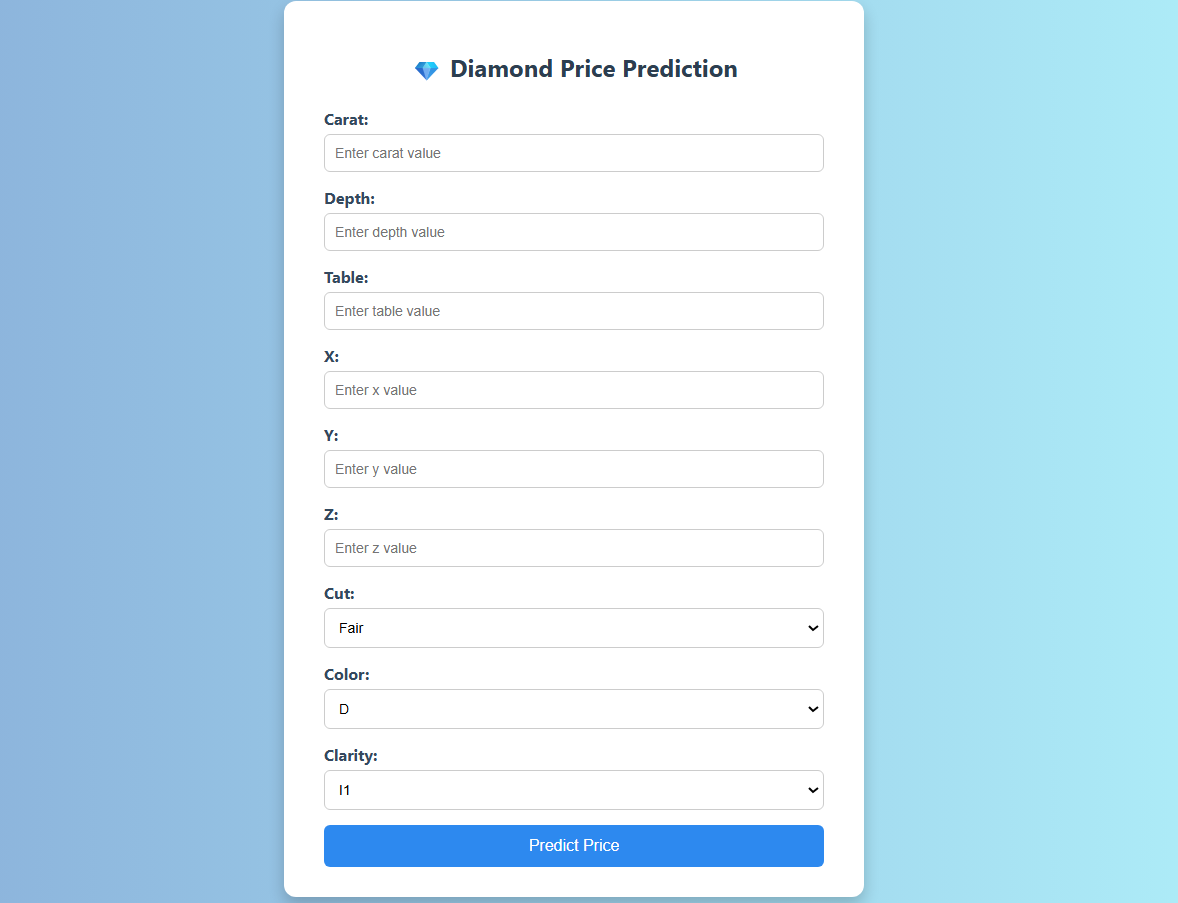 💎 Diamond Price Prediction
Carat:
Enter carat value
Depth:
Enter depth value
Table:
Enter table value
X:
Enter x value
Y:
Enter y value
Z:
Enter z value
Cut:
Fair
Color:
D
Clarity:
I1
Predict Price